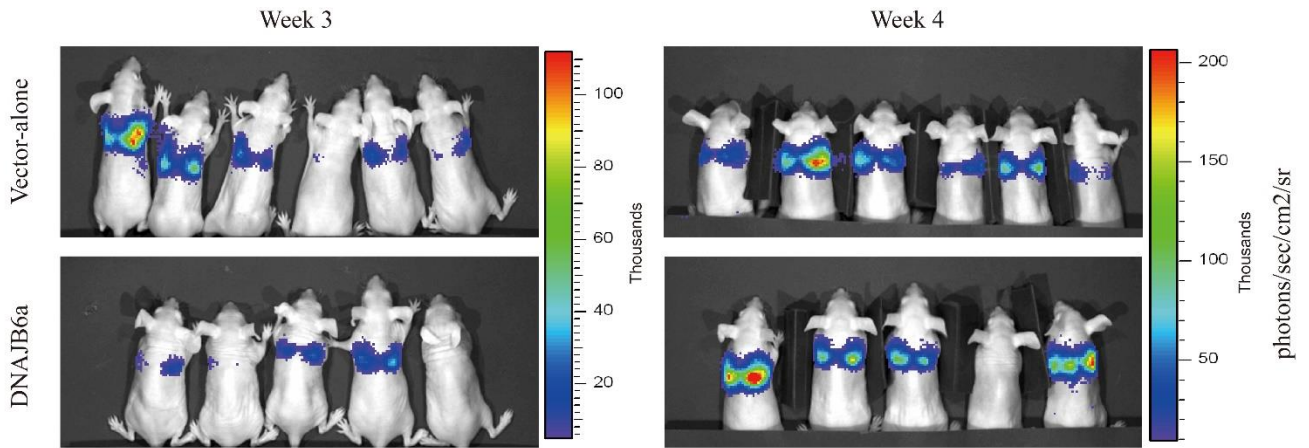 Week 3
Week 4
Vector-alone
DNAJB6a
100
80
60
40
20
Thousands
200
150
100
50
Thousands
photons/sec/cm2/sr